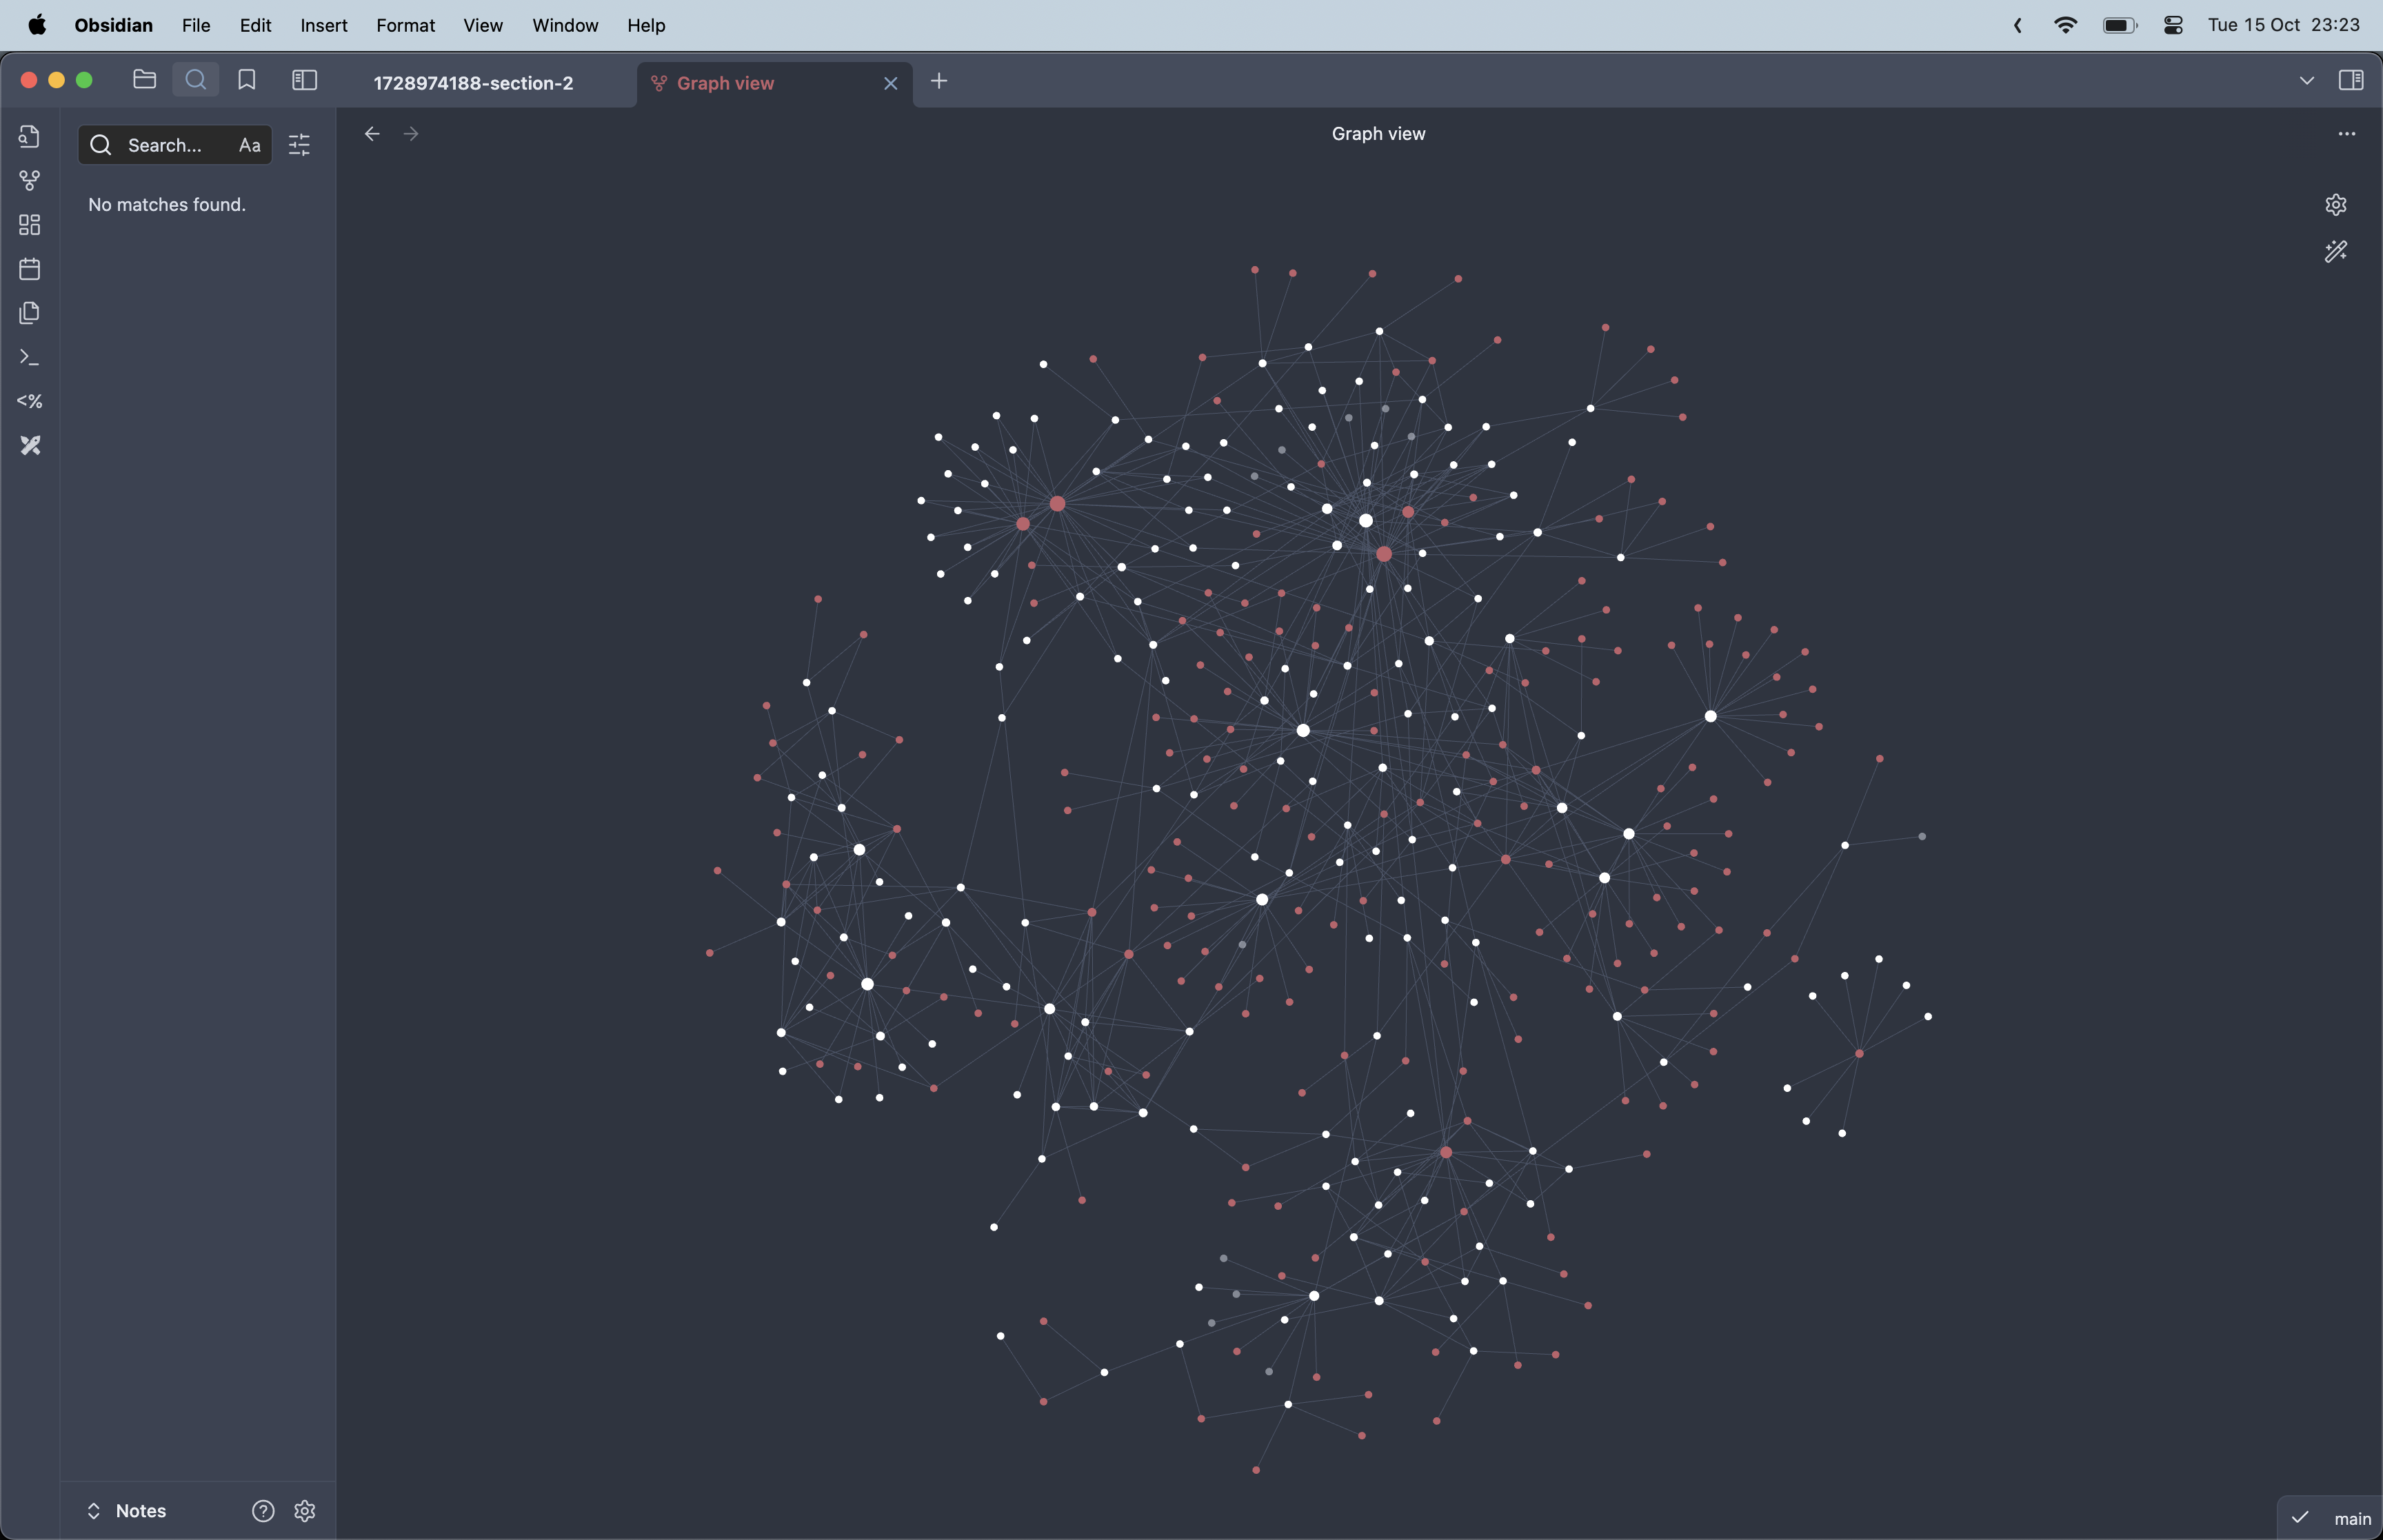 Obsidian File Edit Insert Format View Window Help
Tue 15 Oct 23:23
1728974188-section-2
Graph view
Search... Aa
Graph view
No matches found.
<%
Notes
main